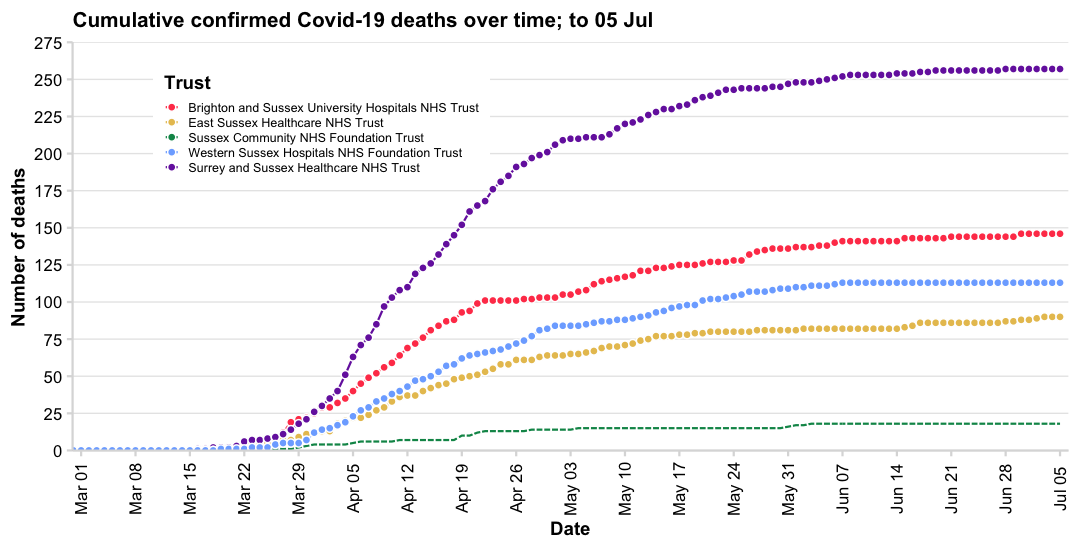 Cumulative confirmed Covid-19 deaths over time; to 05 Jul
275
250
225
200
175
150
125
100
75
50
25
0
Number of deaths
Trust
Brighton and Sussex University Hospitals NHS Trust
East Sussex Healthcare NHS Trust
Sussex Community NHS Foundation Trust
Western Sussex Hospitals NHS Foundation Trust
Surrey and Sussex Healthcare NHS Trust
Mar 01
Mar 08
Mar 15
Mar 22
Mar 29
Apr 05
Apr 12
Apr 19
Apr 26
May 03
May 10
May 17
May 24
May 31
Jun 07
Jun 14
Jun 21
Jun 28
Jul 05
Date